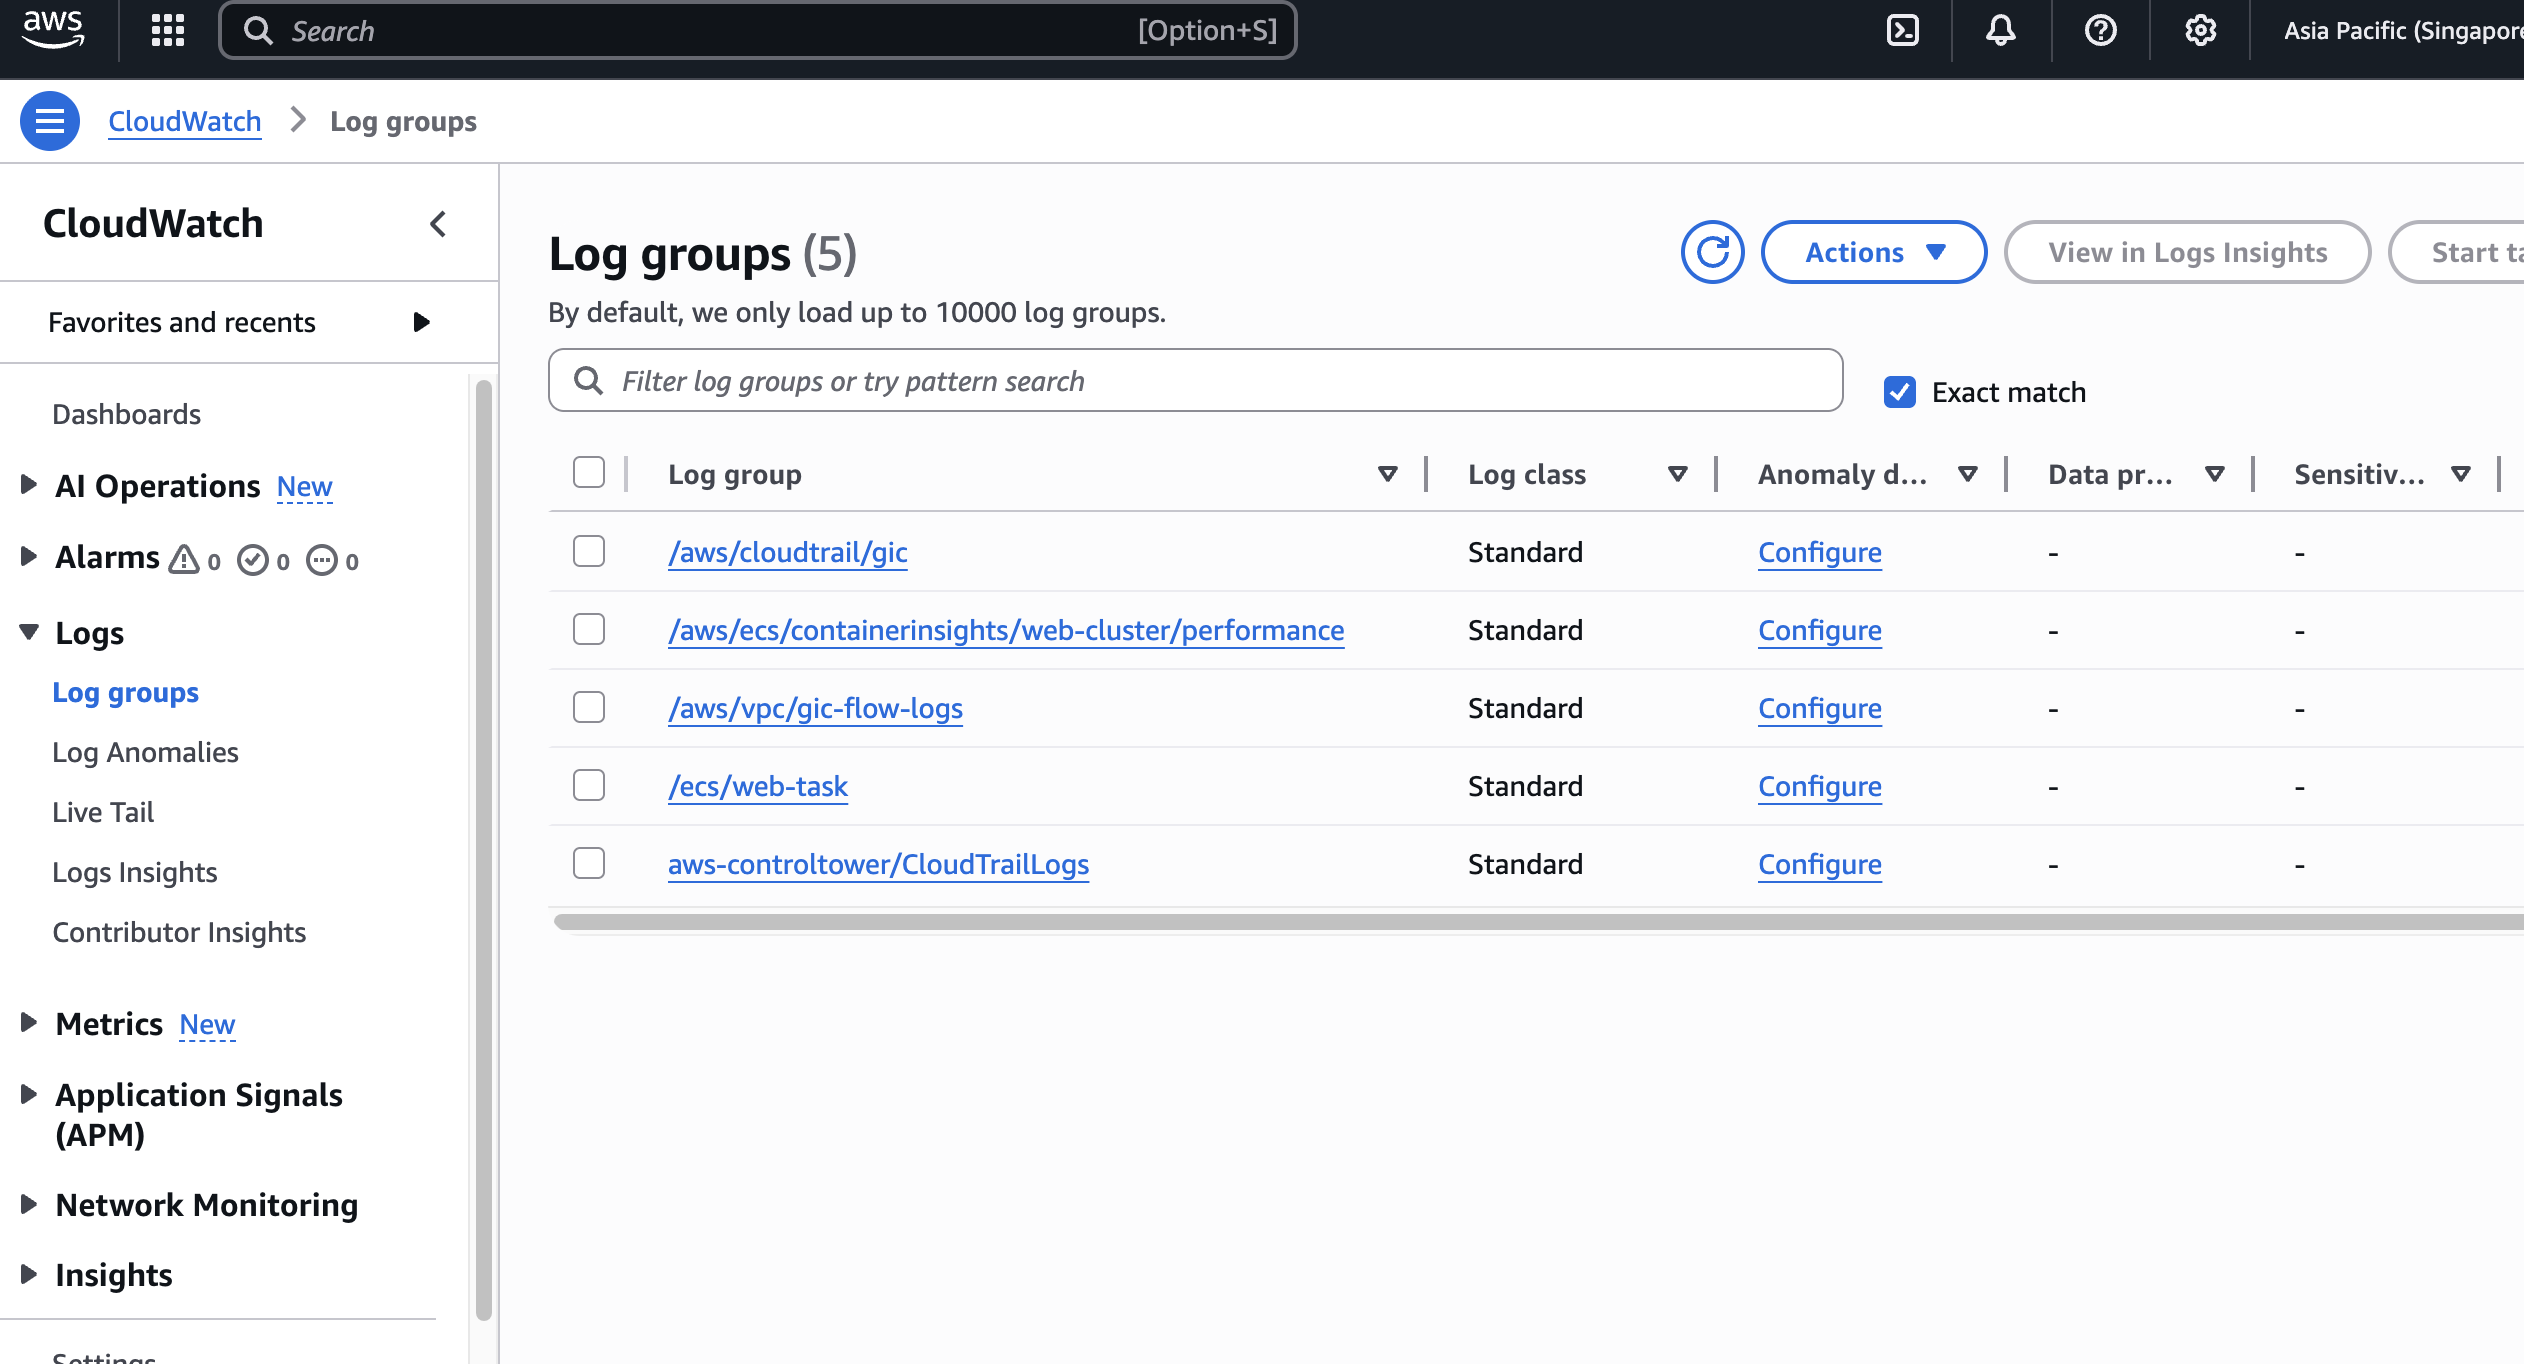 aws
Search [Option+S]
Asia Pacific (Singapore
CloudWatch
Log groups
CloudWatch
Favorites and recents
Dashboards
AI Operations New
Alarms 0 0 0
Logs
Log groups
Log Anomalies
Live Tail
Logs Insights
Contributor Insights
Metrics New
Application Signals
(APM)
Network Monitoring
Insights
Settings
Log groups (5)
Actions
View in Logs Insights
Start ta
By default, we only load up to 10000 log groups.
Filter log groups or try pattern search
Exact match
Log group Log class Anomaly d... Data pr... Sensitiv...
/aws/cloudtrail/gic Standard Configure - -
/aws/ecs/containerinsights/web-cluster/performance Standard Configure - -
/aws/vpc/gic-flow-logs Standard Configure - -
/ecs/web-task Standard Configure - -
aws-controltower/CloudTrailLogs Standard Configure - -